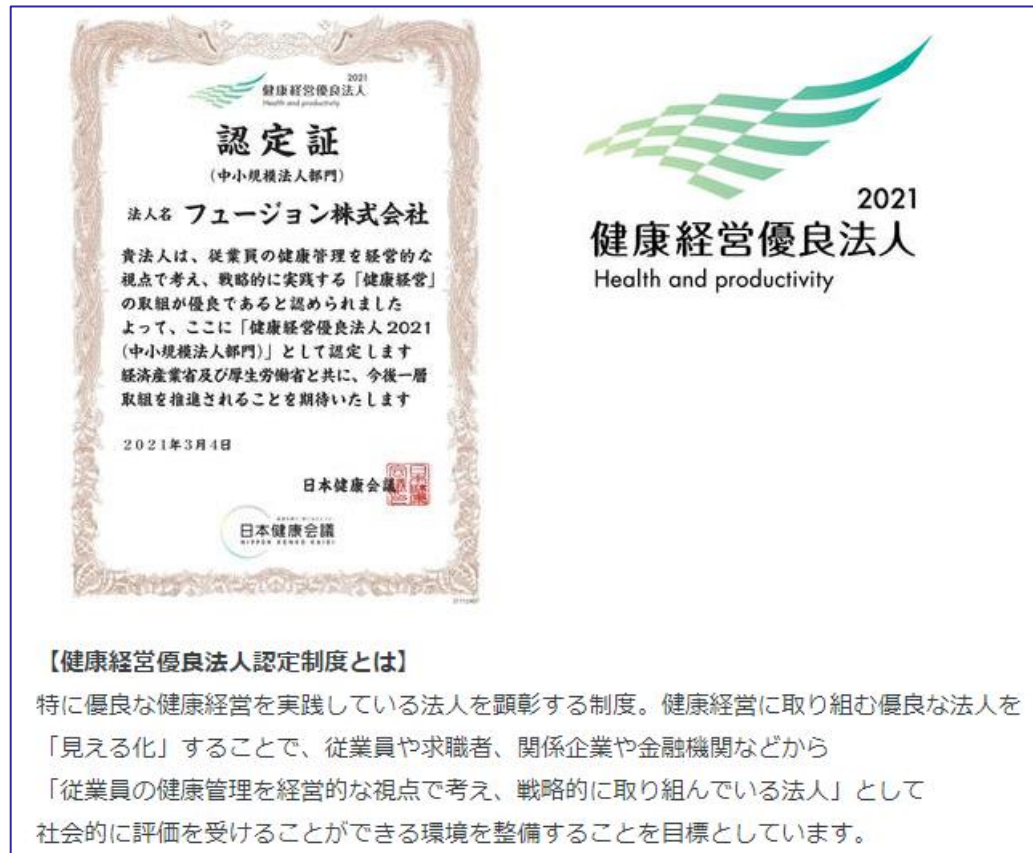 2021
健康経営優良法人
Health and productivity
認定証
（中小規模法人部門）
法人名 フュージョン株式会社
貴法人は、従業員の健康管理を経営的な
視点で考え、戦略的に実践する「健康経営」
の取組が優良であると認められました
よって、ここに「健康経営優良法人2021
（中小規模法人部門）」として認定します
経済産業省及び厚生労働省と共に、今後一層
取組を推進されることを期待いたします
2021年3月4日
日本健康会議
日本健康会議
NIPPON KENKO KAIGI
2021
健康経営優良法人
Health and productivity
【健康経営優良法人認定制度とは】
特に優良な健康経営を実践している法人を顕彰する制度。健康経営に取り組む優良な法人を
「見える化」することで、従業員や求職者、関係企業や金融機関などから
「従業員の健康管理を経営的な視点で考え、戦略的に取り組んでいる法人」として
社会的に評価を受けることができる環境を整備することを目標としています。